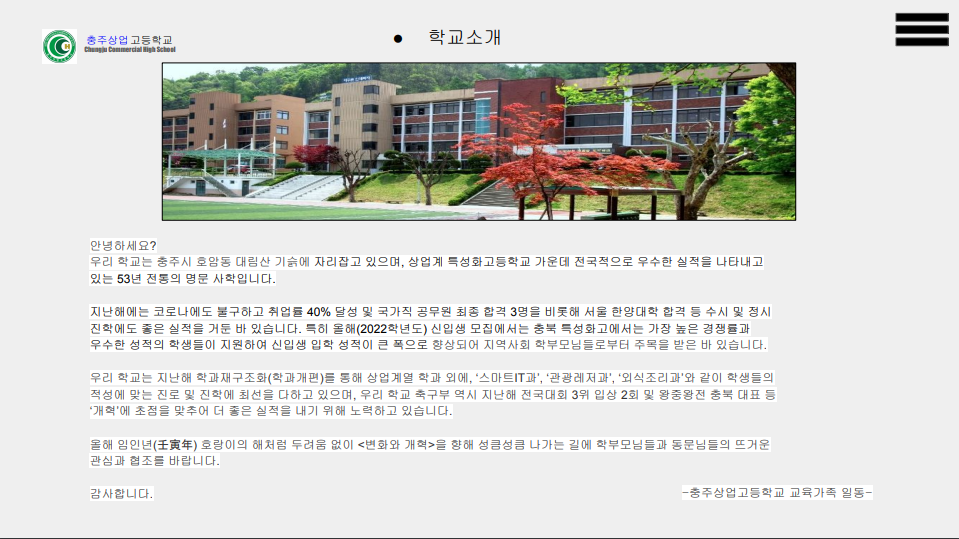 충주상업고등학교
Chungju Commercial High School
● 학교소개
안녕하세요?
우리 학교는 충주시 호암동 대림산 기슭에 자리잡고 있으며, 상업계 특성화고등학교 가운데 전국적으로 우수한 실적을 나타내고
있는 53년 전통의 명문 사학입니다.
지난해에는 코로나에도 불구하고 취업률 40% 달성 및 국가직 공무원 최종 합격 3명을 비롯해 서울 한양대학 합격 등 수시 및 정시
진학에도 좋은 실적을 거둔 바 있습니다. 특히 올해(2022학년도) 신입생 모집에서는 충북 특성화고에서는 가장 높은 경쟁률과
우수한 성적의 학생들이 지원하여 신입생 입학 성적이 큰 폭으로 향상되어 지역사회 학부모님들로부터 주목을 받은 바 있습니다.
우리 학교는 지난해 학과재구조화(학과개편)를 통해 상업계열 학과 외에, ‘스마트IT과’, ‘관광레저과’, ‘외식조리과’와 같이 학생들의
적성에 맞는 진로 및 진학에 최선을 다하고 있으며, 우리 학교 축구부 역시 지난해 전국대회 3위 입상 2회 및 왕중왕전 충북 대표 등
‘개혁’에 초점을 맞추어 더 좋은 실적을 내기 위해 노력하고 있습니다.
올해 임인년(壬寅年) 호랑이의 해처럼 두려움 없이 <변화와 개혁>을 향해 성큼성큼 나가는 길에 학부모님들과 동문님들의 뜨거운
관심과 협조를 바랍니다.
감사합니다.
-충주상업고등학교 교육가족 일동-